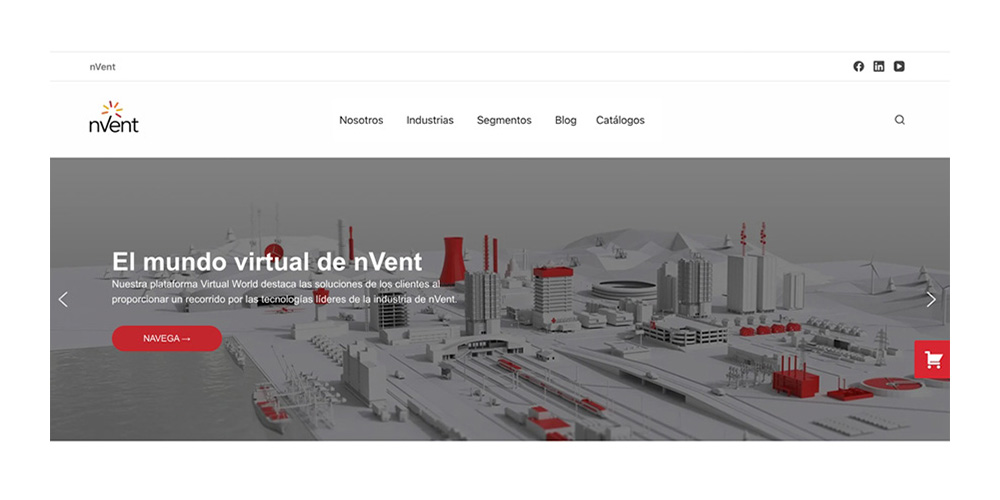 nVent
nVent
Nosotros Industrias Segmentos Blog Catálogos
El mundo virtual de nVent
Nuestra plataforma Virtual World destaca las soluciones de los clientes al
proporcionar un recorrido por las tecnologías líderes de la industria de nVent.
NAVEGA →